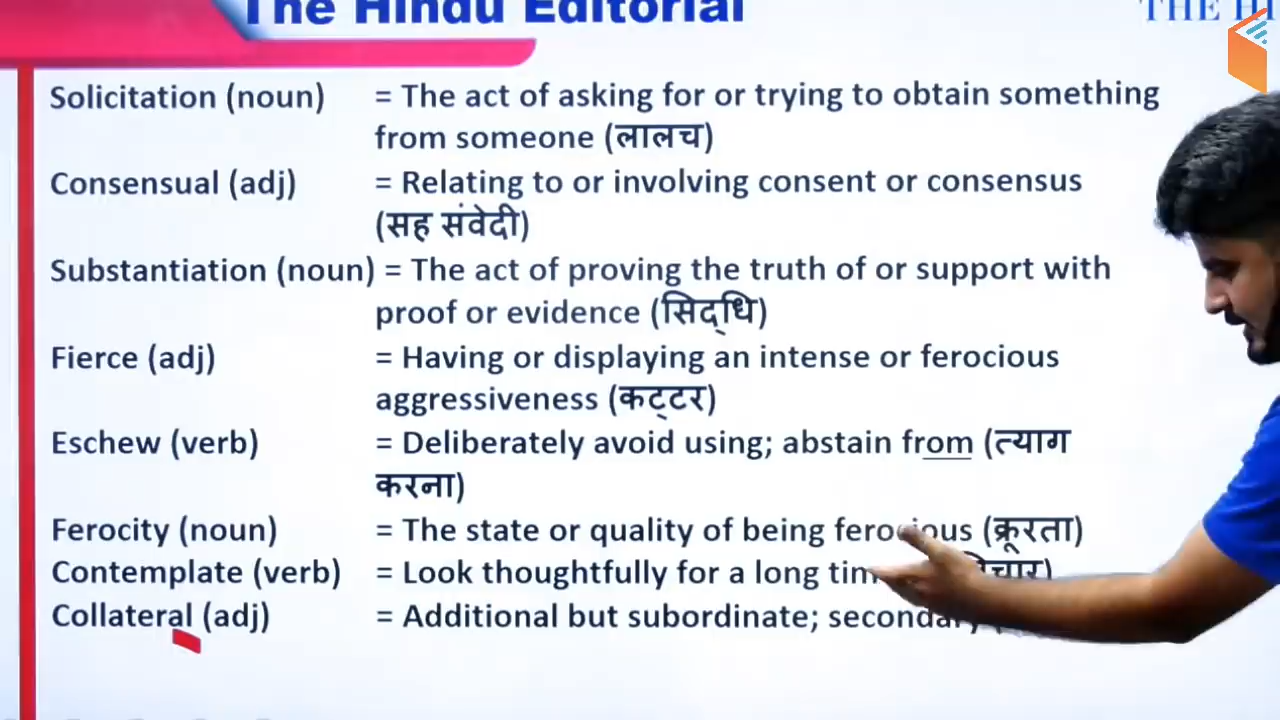 The Hindu Editorial
THE HI
Solicitation (noun) = The act of asking for or trying to obtain something
from someone (लालच)
Consensual (adj) = Relating to or involving consent or consensus
(सह संवेदी)
Substantiation (noun) = The act of proving the truth of or support with
proof or evidence (सिद्धि)
Fierce (adj) = Having or displaying an intense or ferocious
aggressiveness (कट्टर)
Eschew (verb) = Deliberately avoid using; abstain from (त्याग
करना)
Ferocity (noun) = The state or quality of being ferocious (क्रूरता)
Contemplate (verb) = Look thoughtfully for a long
Collateral (adj) = Additional but subordinate; secondary